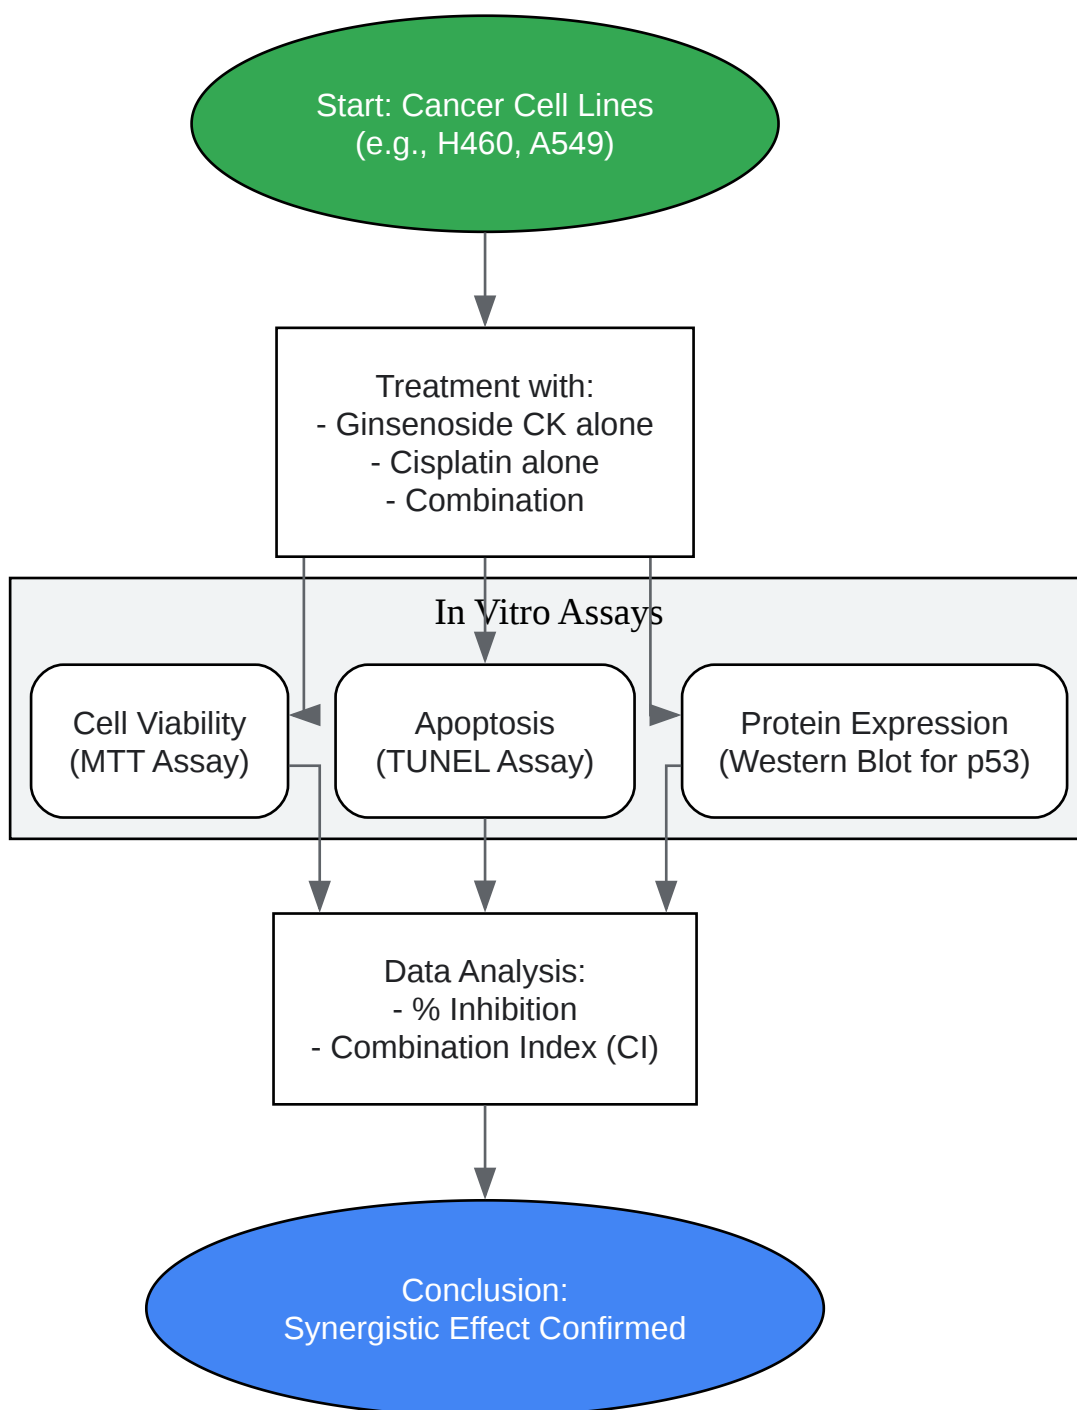 Start: Cancer Cell Lines
(e.g., H460, A549)
Treatment with:
- Ginsenoside CK alone
- Cisplatin alone
- Combination
In Vitro Assays
Cell Viability
(MTT Assay)
Apoptosis
(TUNEL Assay)
Protein Expression
(Western Blot for p53)
Data Analysis:
- % Inhibition
- Combination Index (CI)
Conclusion:
Synergistic Effect Confirmed